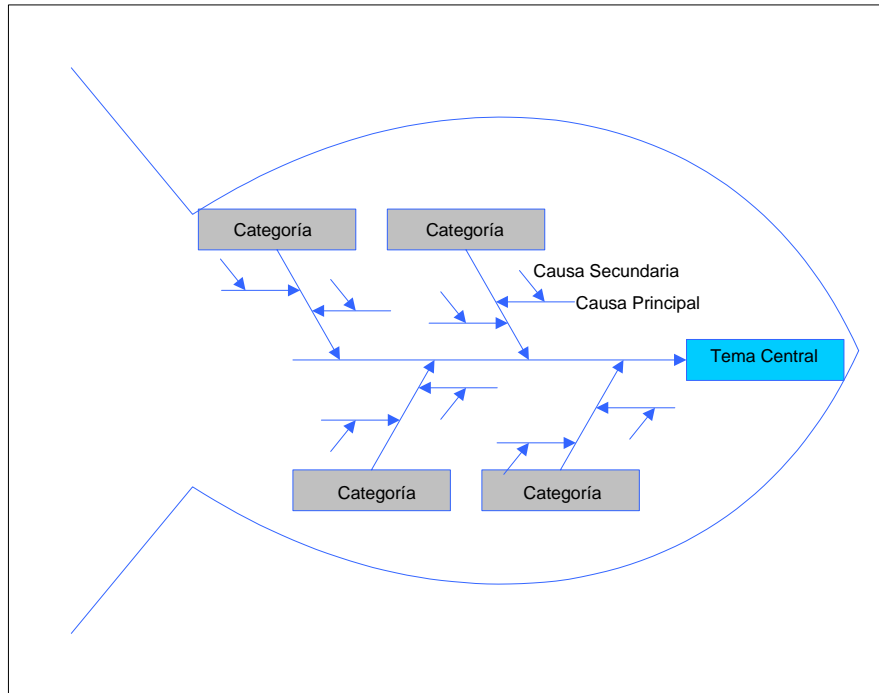 Categoría
Categoría
Causa Secundaria
Causa Principal
Tema Central
Categoría
Categoría